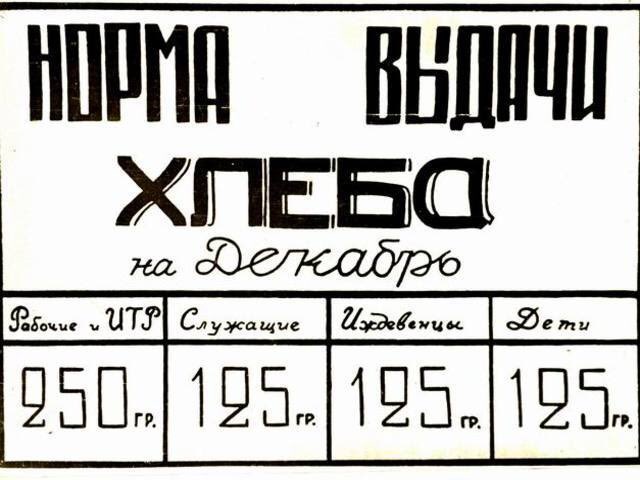 НОРМА ВЫДАЧИ
ХЛЕБА
на Декабрь
Рабочие и ИТР Служащие Иждевенцы Дети
250 гр. 125 гр. 125 гр. 125 гр.